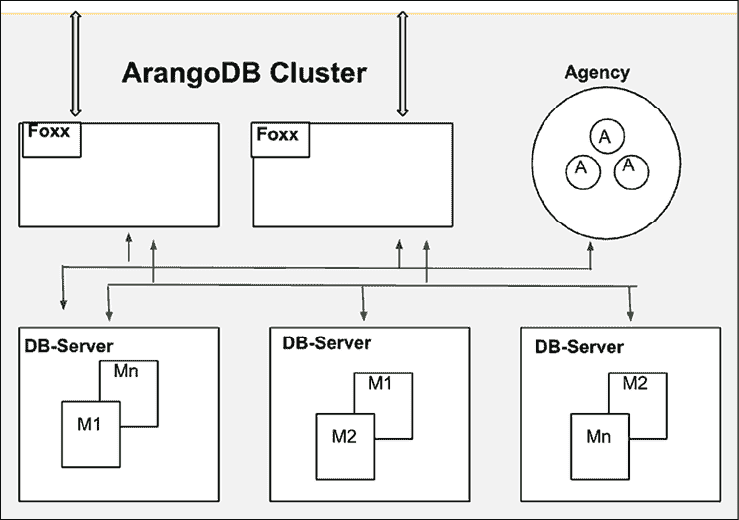 ArangoDB Cluster
Agency
Foxx
Foxx
A
A
A
DB-Server
Mn
M1
DB-Server
M1
M2
DB-Server
M2
Mn